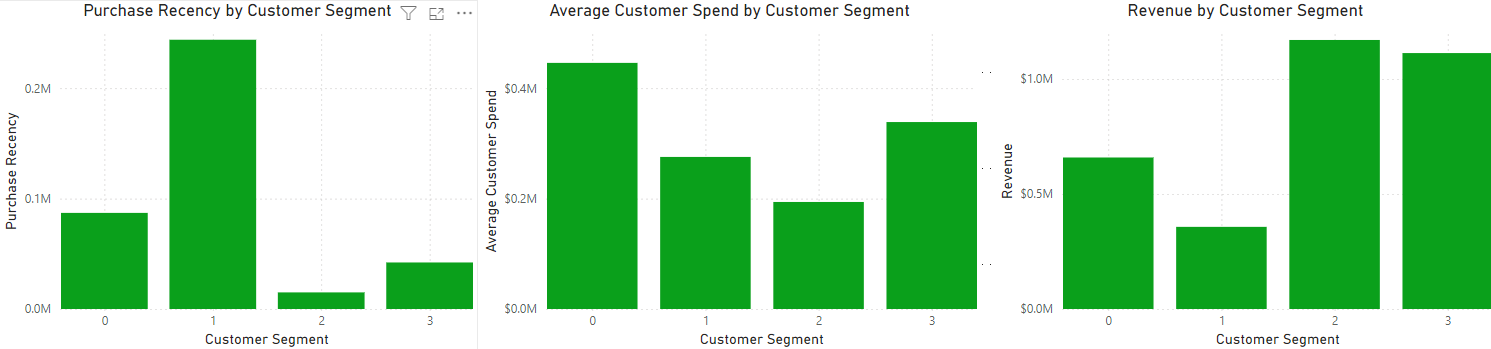 Purchase Recency by Customer Segment
Purchase Recency
0.2M
0.1M
0.0M
0 1 2 3
Customer Segment
Average Customer Spend by Customer Segment
Average Customer Spend
$0.4M
$0.2M
$0.0M
0 1 2 3
Customer Segment
Revenue by Customer Segment
Revenue
$1.0M
$0.5M
$0.0M
0 1 2 3
Customer Segment